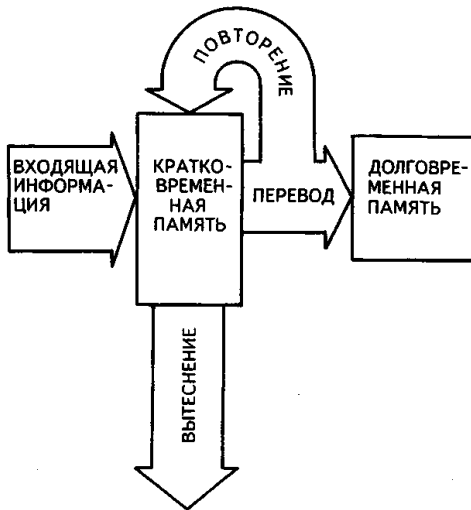 ПОВТОРЕНИЕ
ВХОДЯЩАЯ
ИНФОРМА-
ЦИЯ
КРАТКО-
ВРЕМЕН-
НАЯ
ПАМЯТЬ
ПЕРЕВОД
ДОЛГОВРЕ-
МЕННАЯ
ПАМЯТЬ
ВЫТЕСНЕНИЕ